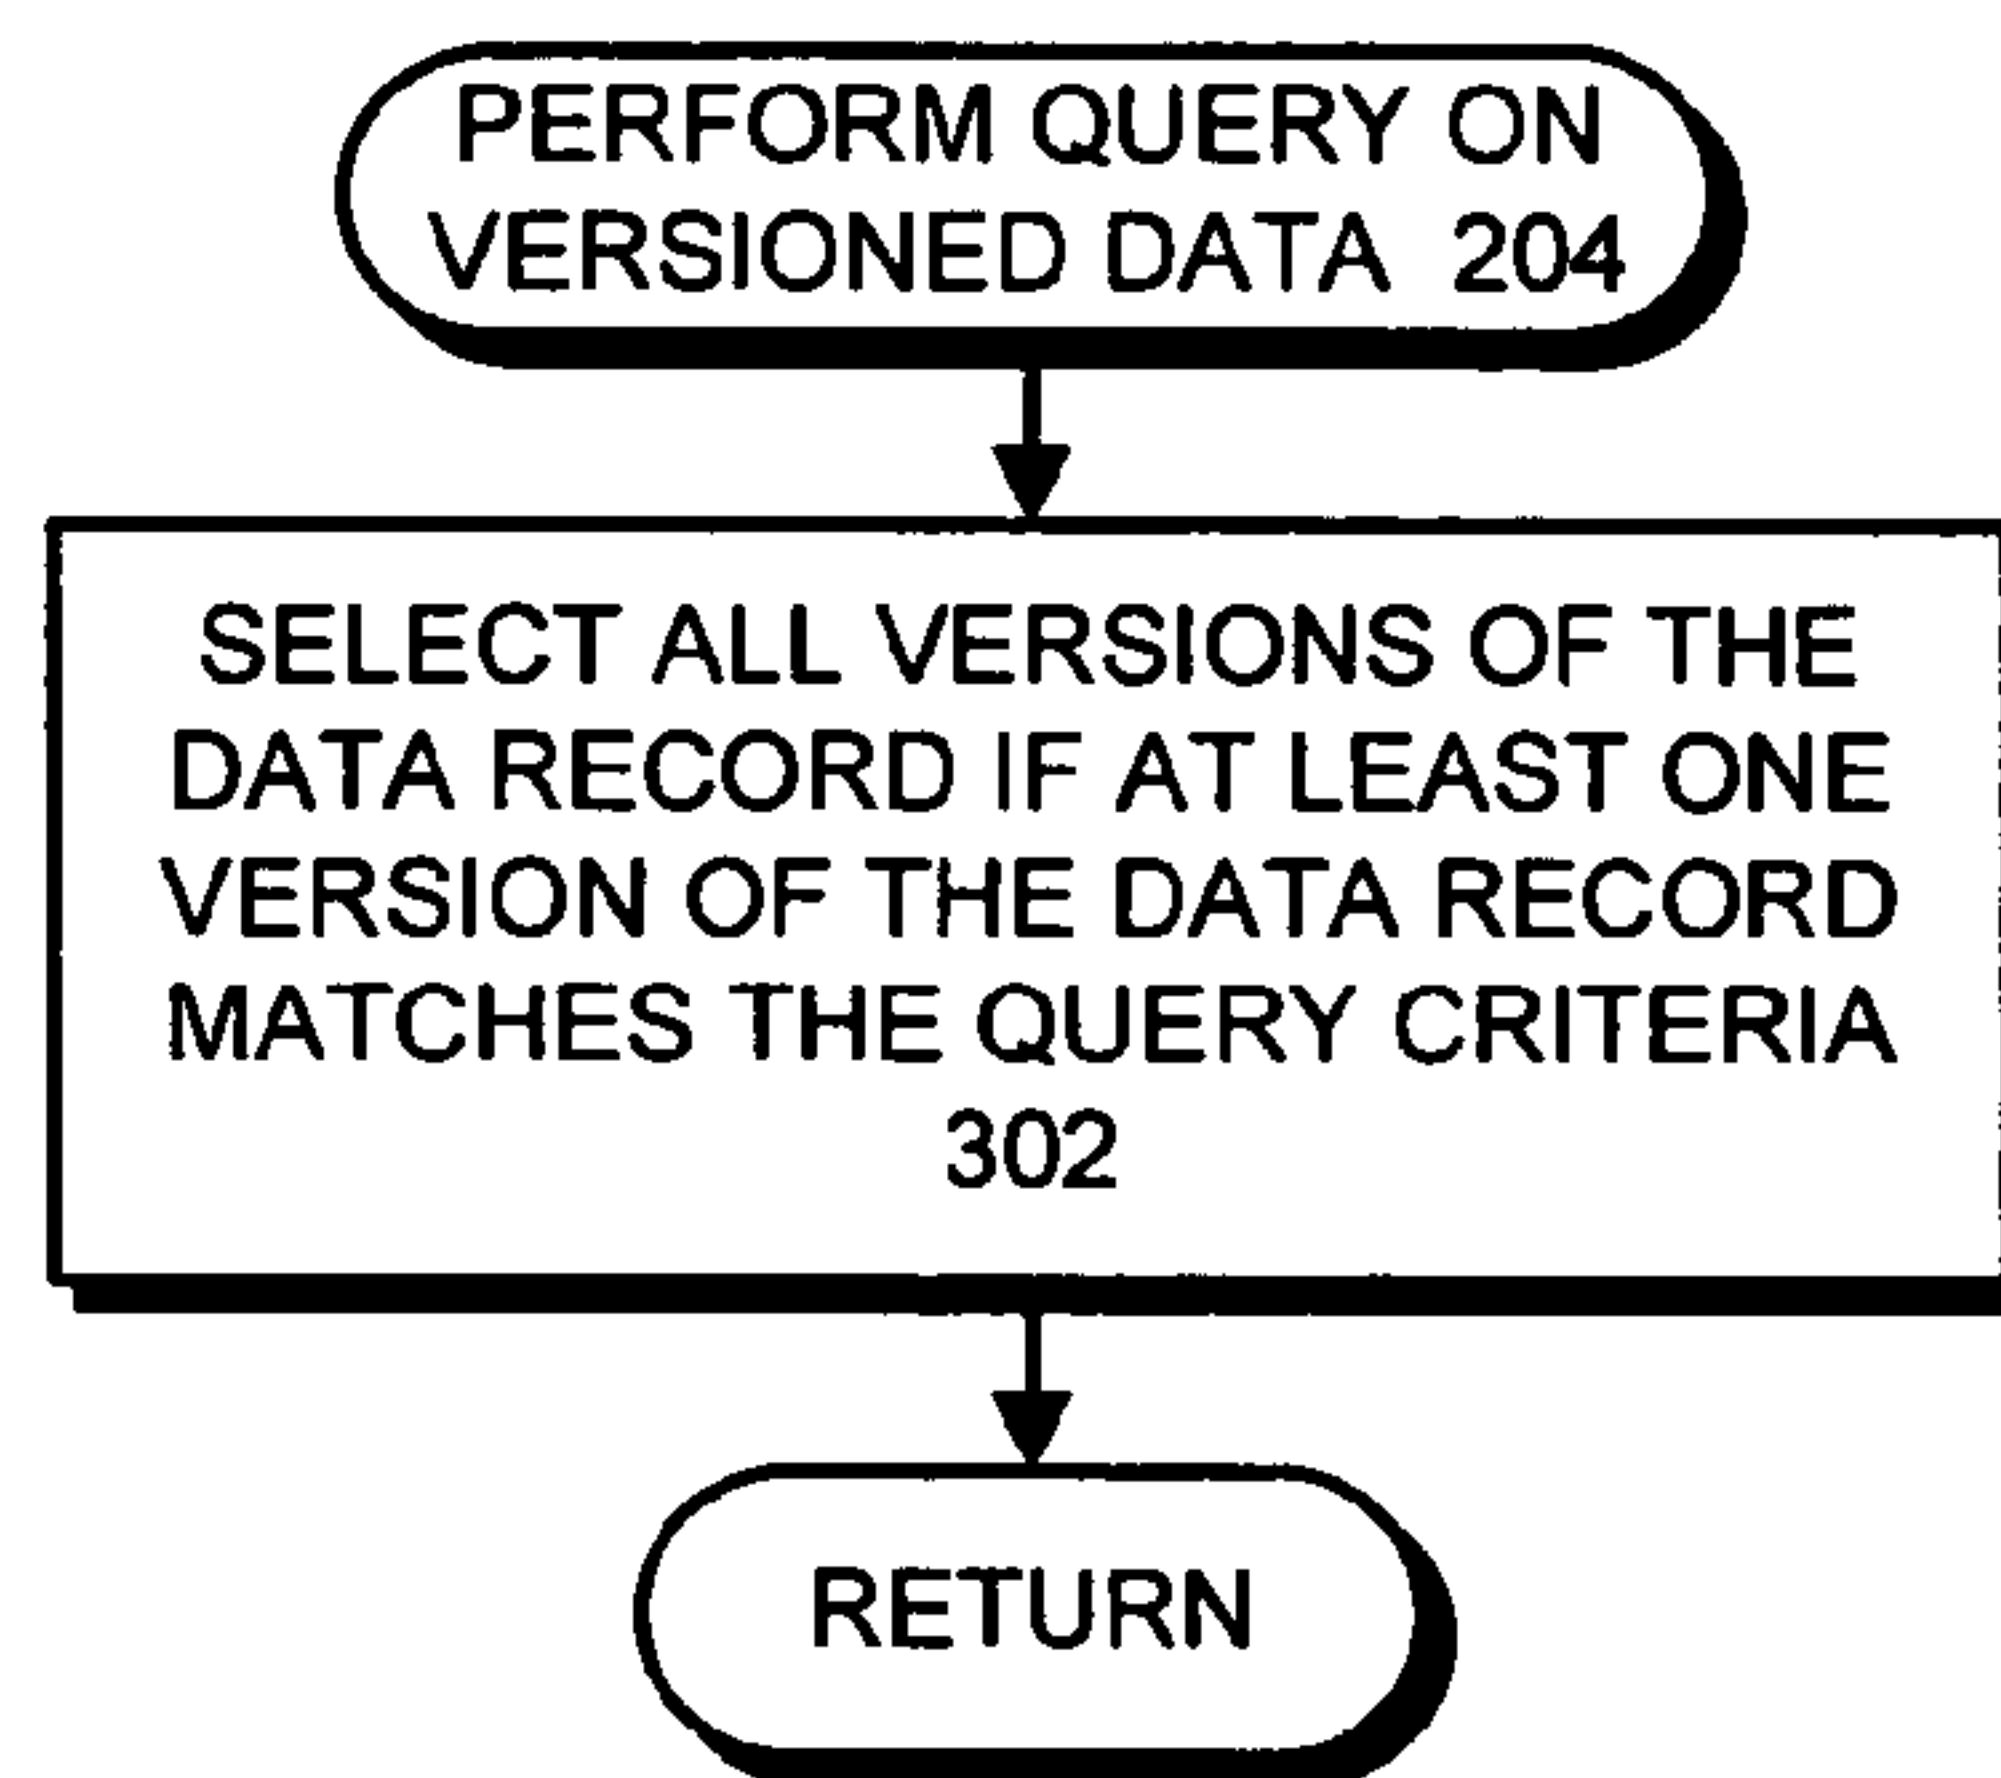 PERFORM QUERY ON
VERSIONED DATA 204
SELECT ALL VERSIONS OF THE
DATA RECORD IF AT LEAST ONE
VERSION OF THE DATA RECORD
MATCHES THE QUERY CRITERIA
302
RETURN